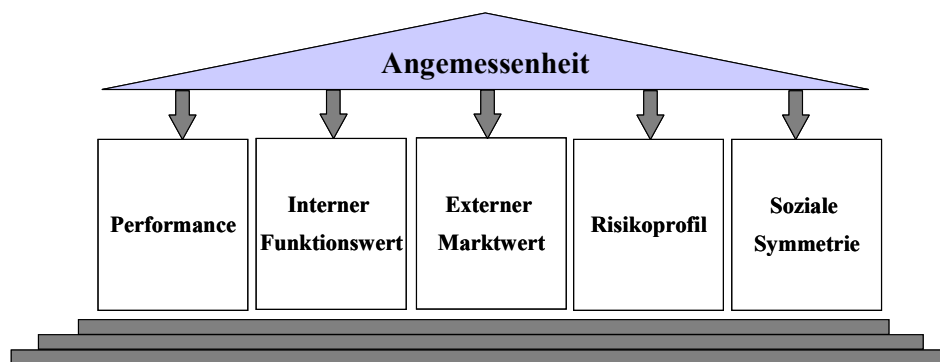 Angemessenheit
Performance
Interner
Funktionswert
Externer
Marktwert
Risikoprofil
Soziale
Symmetrie